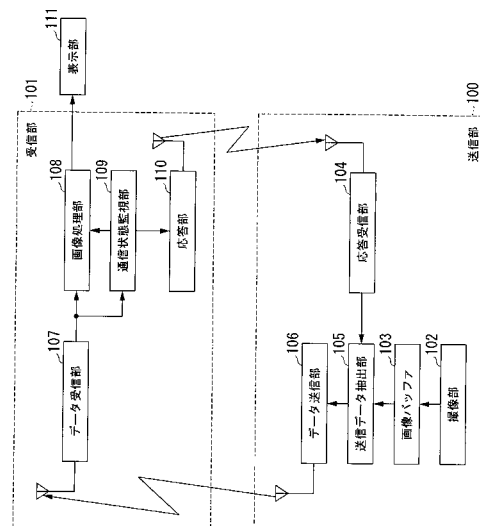 101
受信部
111
表示部
108
画像処理部
109
通信状態監視部
110
応答部
107
データ受信部
100
送信部
104
応答受信部
106
データ送信部
105
送信データ抽出部
103
画像バッファ
102
撮像部